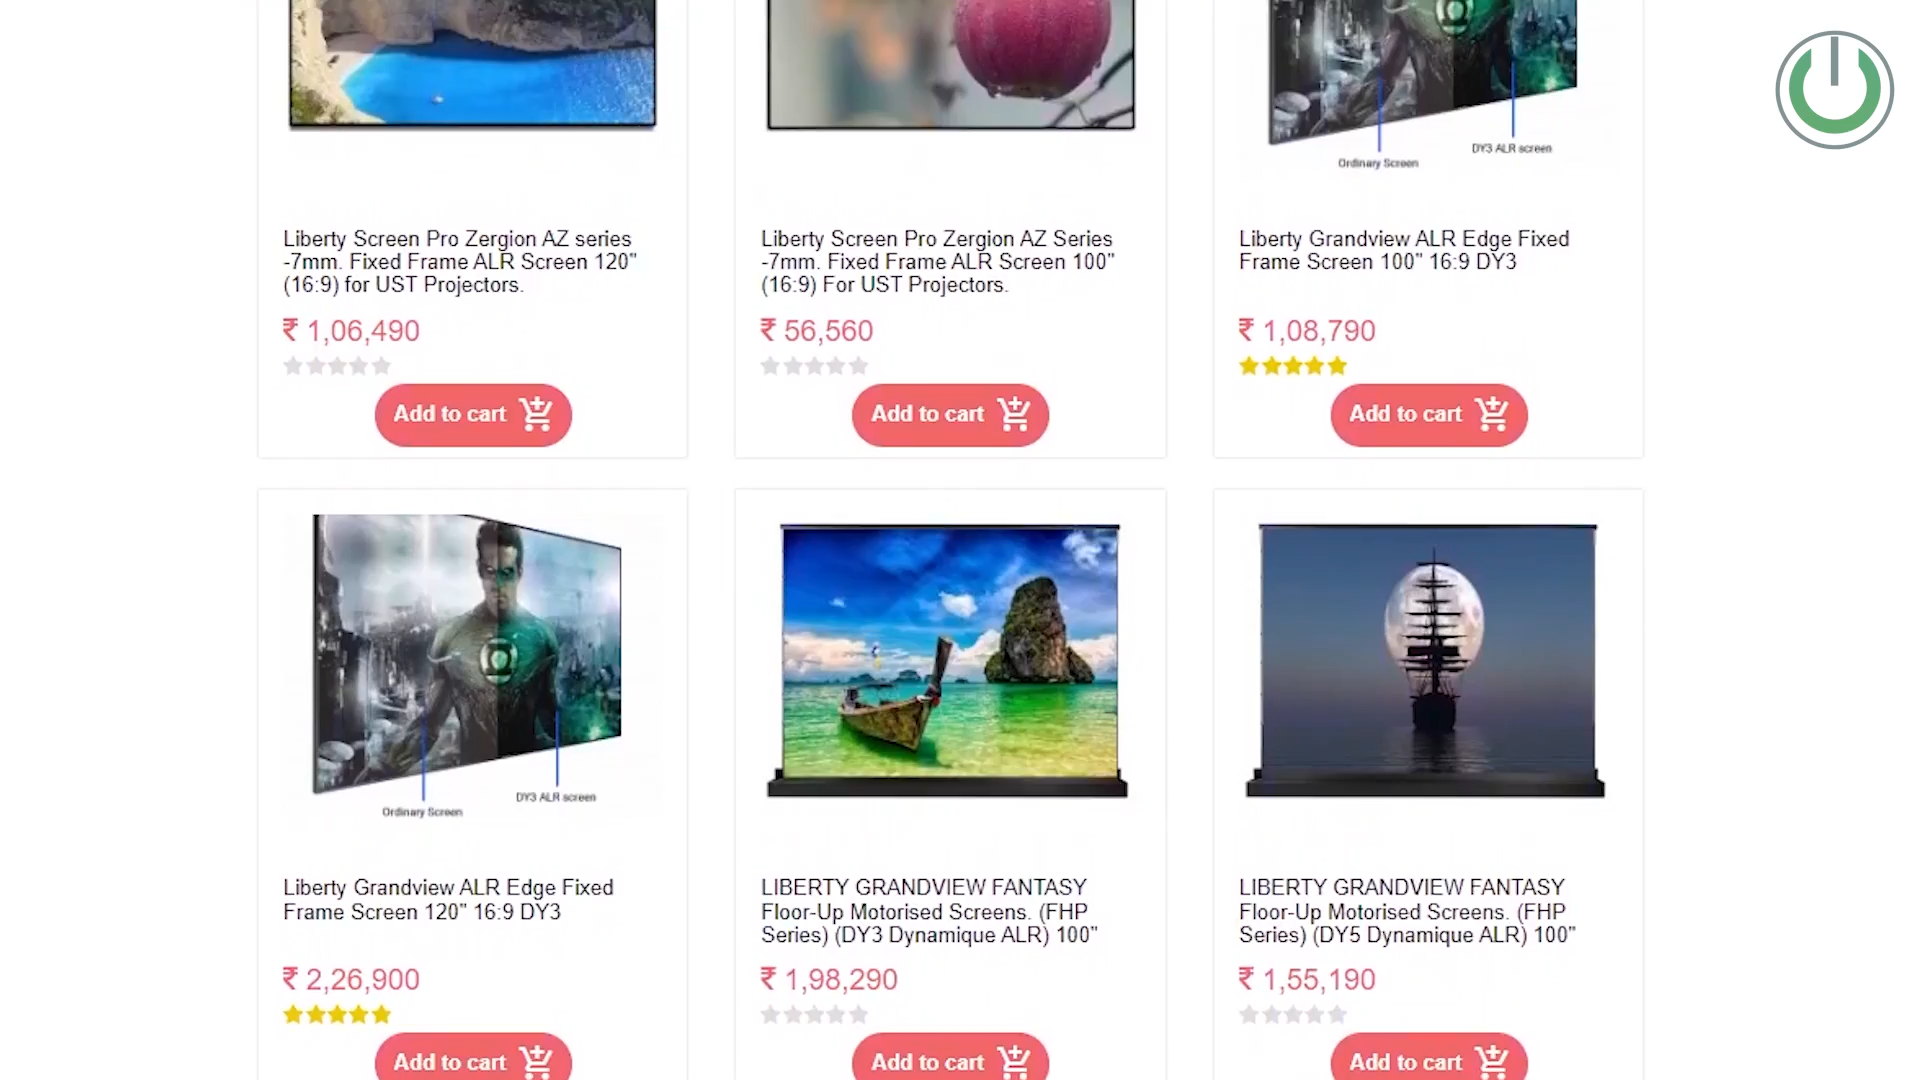 Ordinary Screen
DY3 ALR screen
Liberty Screen Pro Zergion AZ series
-7mm. Fixed Frame ALR Screen 120"
(16:9) for UST Projectors.
₹ 1,06,490
Add to cart
Liberty Screen Pro Zergion AZ Series
-7mm. Fixed Frame ALR Screen 100"
(16:9) For UST Projectors.
₹ 56,560
Add to cart
Liberty Grandview ALR Edge Fixed
Frame Screen 100" 16:9 DY3
₹ 1,08,790
Add to cart
Ordinary Screen
DY3 ALR screen
Liberty Grandview ALR Edge Fixed
Frame Screen 120" 16:9 DY3
₹ 2,26,900
Add to cart
LIBERTY GRANDVIEW FANTASY
Floor-Up Motorised Screens. (FHP
Series) (DY3 Dynamique ALR) 100"
₹ 1,98,290
Add to cart
LIBERTY GRANDVIEW FANTASY
Floor-Up Motorised Screens. (FHP
Series) (DY5 Dynamique ALR) 100"
₹ 1,55,190
Add to cart